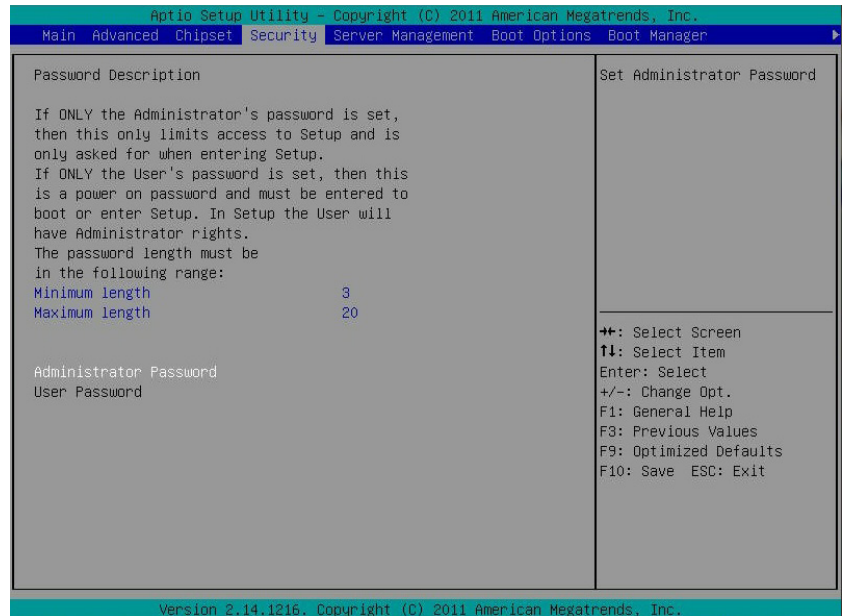 Aptio Setup Utility - Copyright (C) 2011 American Megatrends, Inc.
Main Advanced Chipset Security Server Management Boot Options Boot Manager
Password Description
If ONLY the Administrator's password is set,
then this only limits access to Setup and is
only asked for when entering Setup.
If ONLY the User's password is set, then this
is a power on password and must be entered to
boot or enter Setup. In Setup the User will
have Administrator rights.
The password length must be
in the following range:
Minimum length 3
Maximum length 20
Administrator Password
User Password
Set Administrator Password
→←: Select Screen
↑↓: Select Item
Enter: Select
+/-: Change Opt.
F1: General Help
F3: Previous Values
F9: Optimized Defaults
F10: Save ESC: Exit
Version 2.14.1216. Copyright (C) 2011 American Megatrends, Inc.